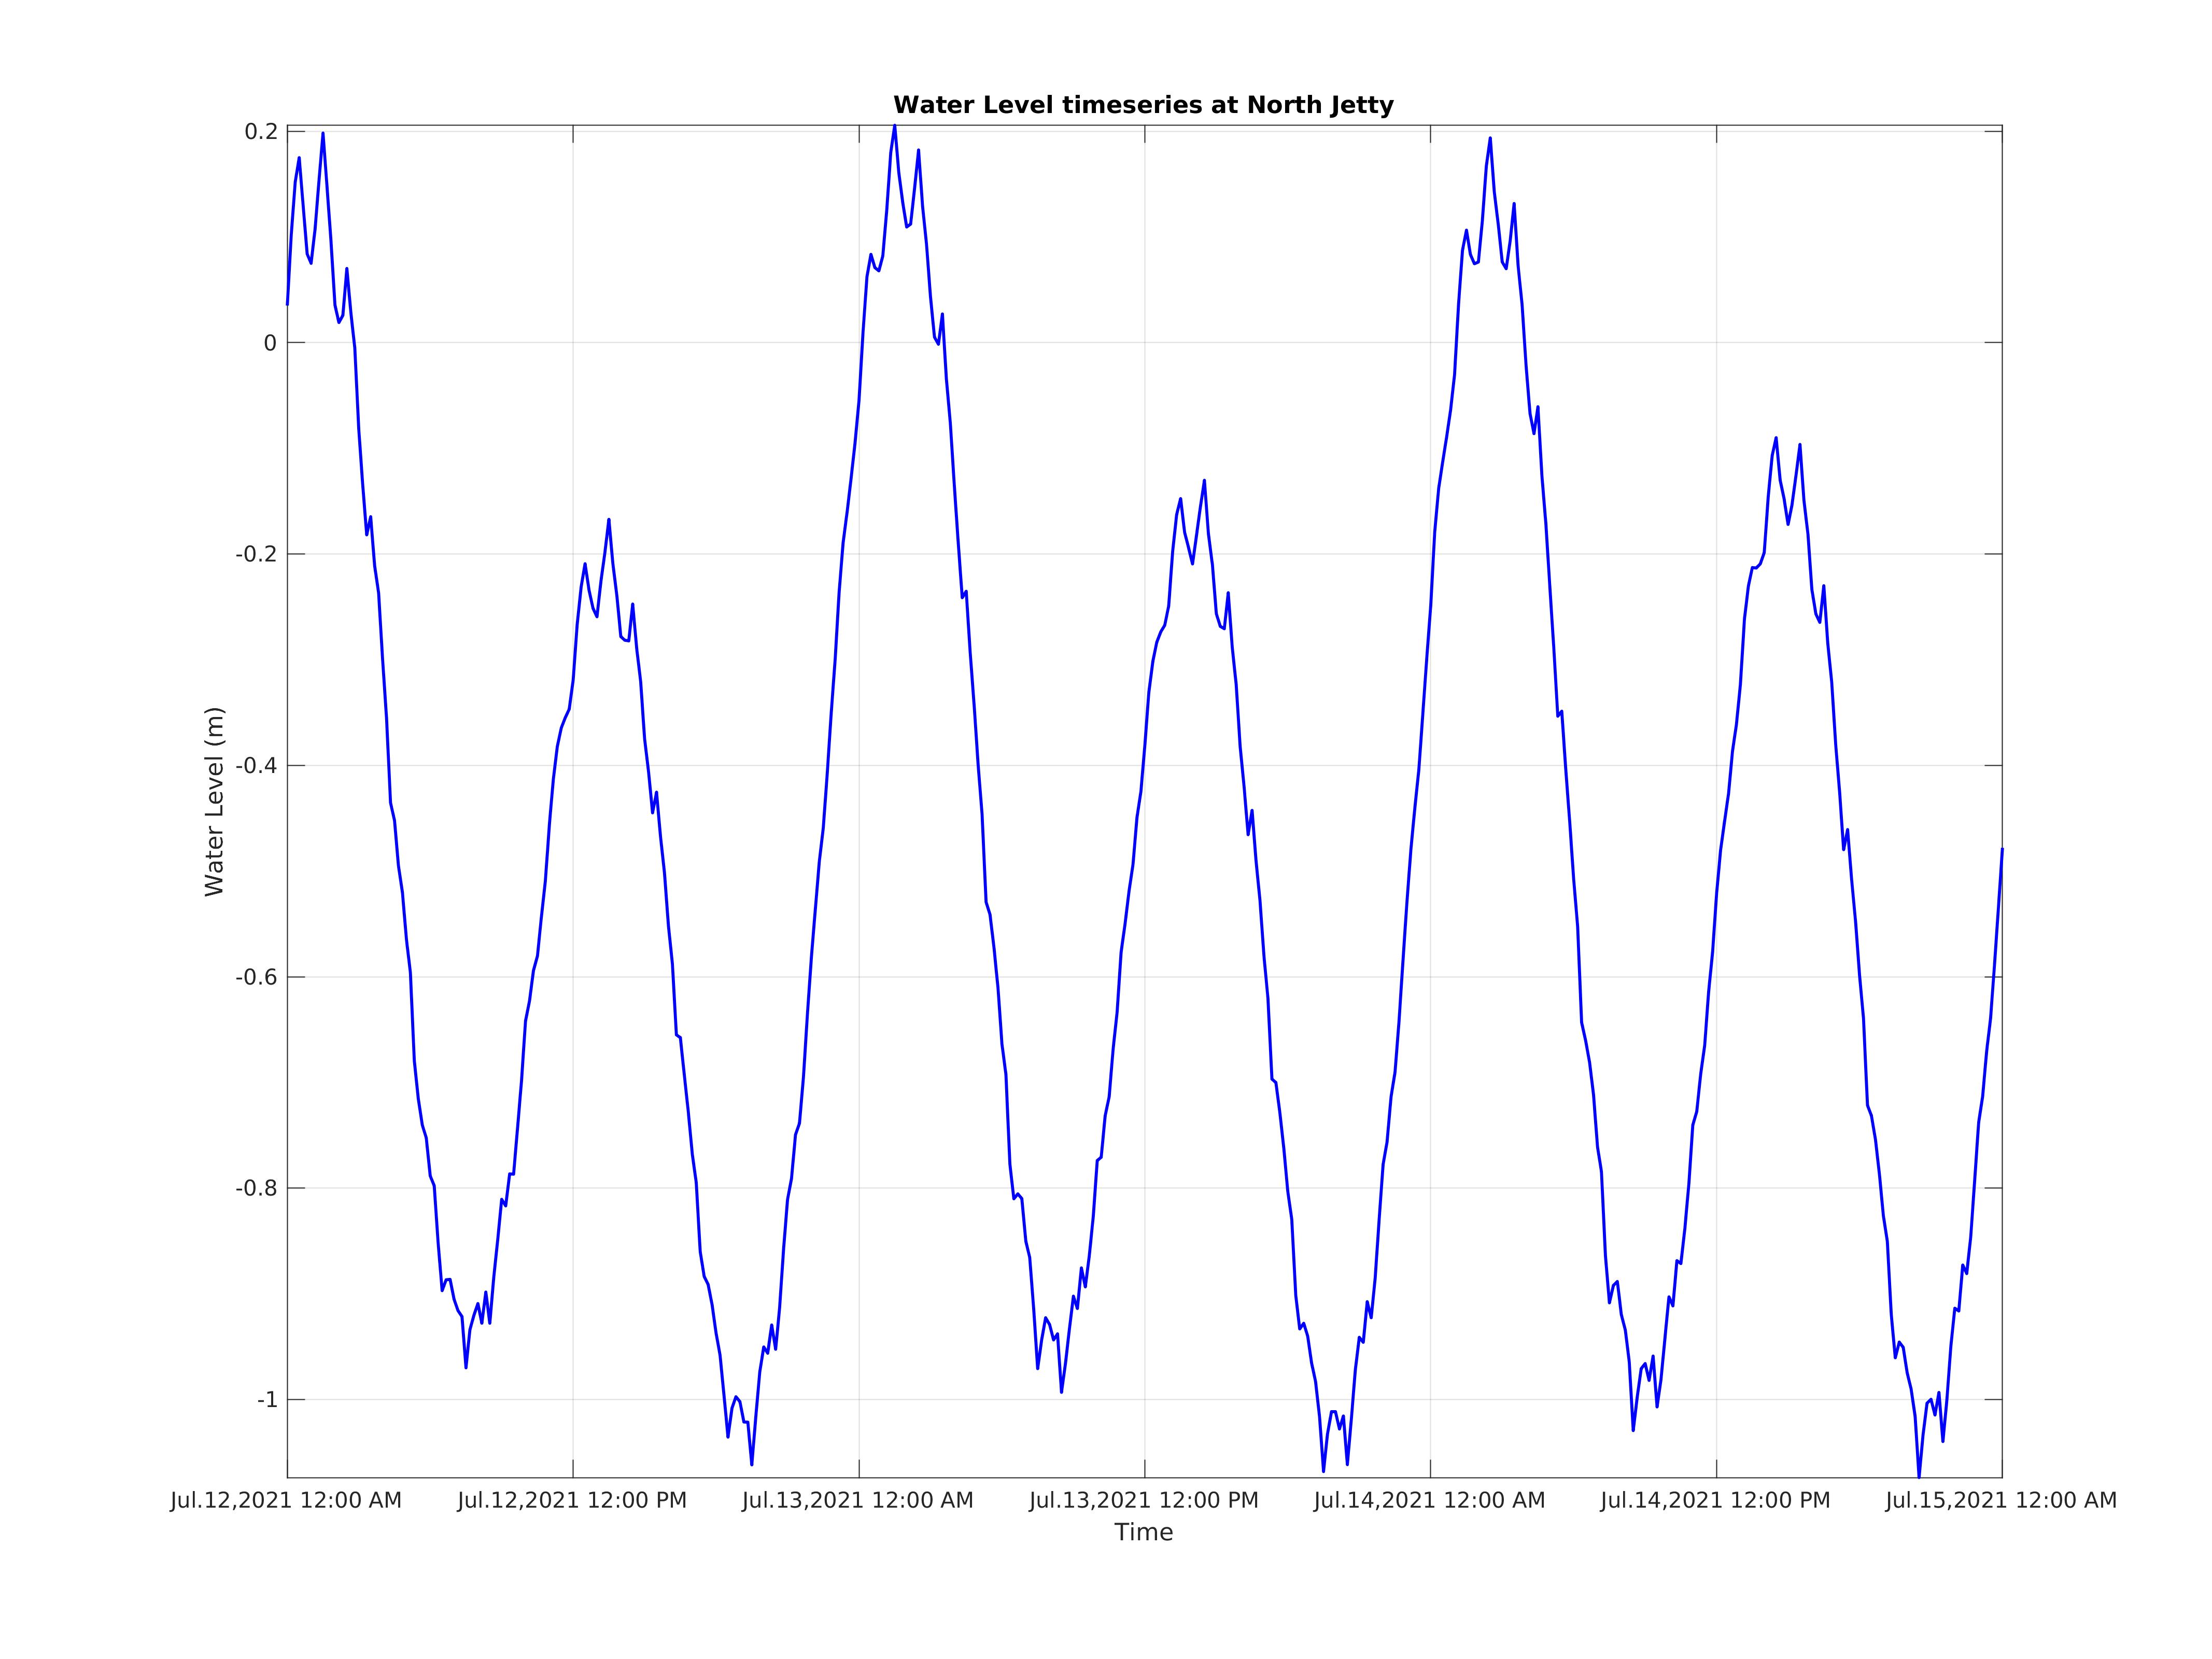 Water Level timeseries at North Jetty
0.2
0
-0.2
-0.4
-0.6
-0.8
-1
Water Level (m)
Jul.12,2021 12:00 AM
Jul.12,2021 12:00 PM
Jul.13,2021 12:00 AM
Jul.13,2021 12:00 PM
Jul.14,2021 12:00 AM
Jul.14,2021 12:00 PM
Jul.15,2021 12:00 AM
Time